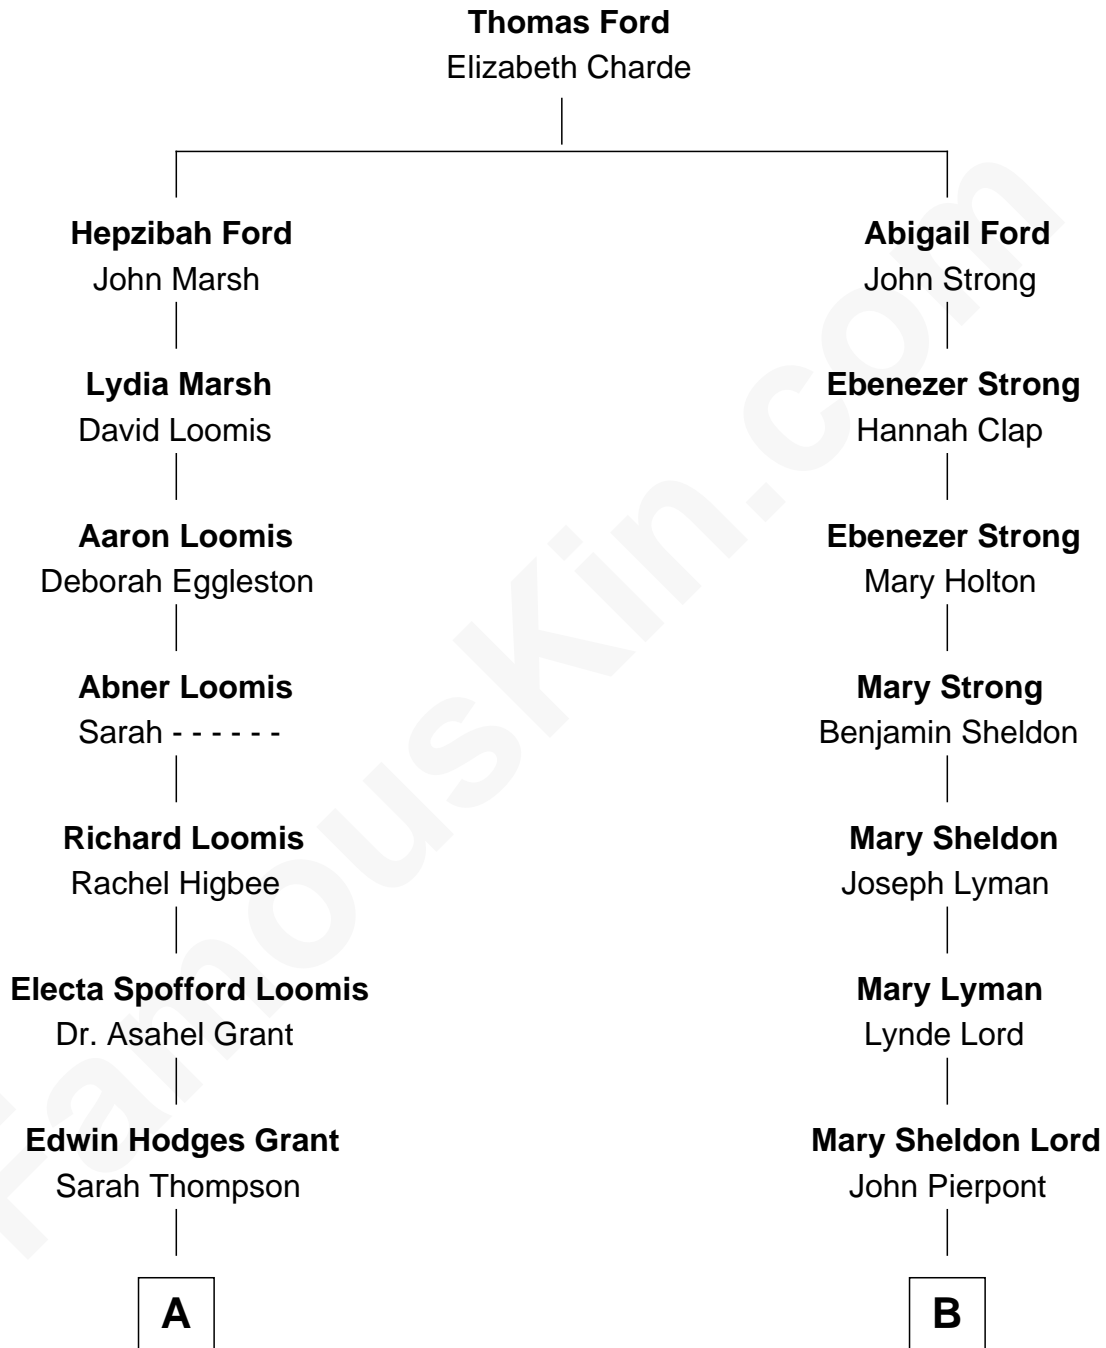 Thomas Ford
Elizabeth Charde
Hepzibah Ford
John Marsh
Abigail Ford
John Strong
Lydia Marsh
David Loomis
Ebenezer Strong
Hannah Clap
Aaron Loomis
Deborah Eggleston
Ebenezer Strong
Mary Holton
Abner Loomis
Sarah - - - - - -
Mary Strong
Benjamin Sheldon
Richard Loomis
Rachel Higbee
Mary Sheldon
Joseph Lyman
Electa Spofford Loomis
Dr. Asahel Grant
Mary Lyman
Lynde Lord
Edwin Hodges Grant
Sarah Thompson
Mary Sheldon Lord
John Pierpont
A
B
FamousKin.com